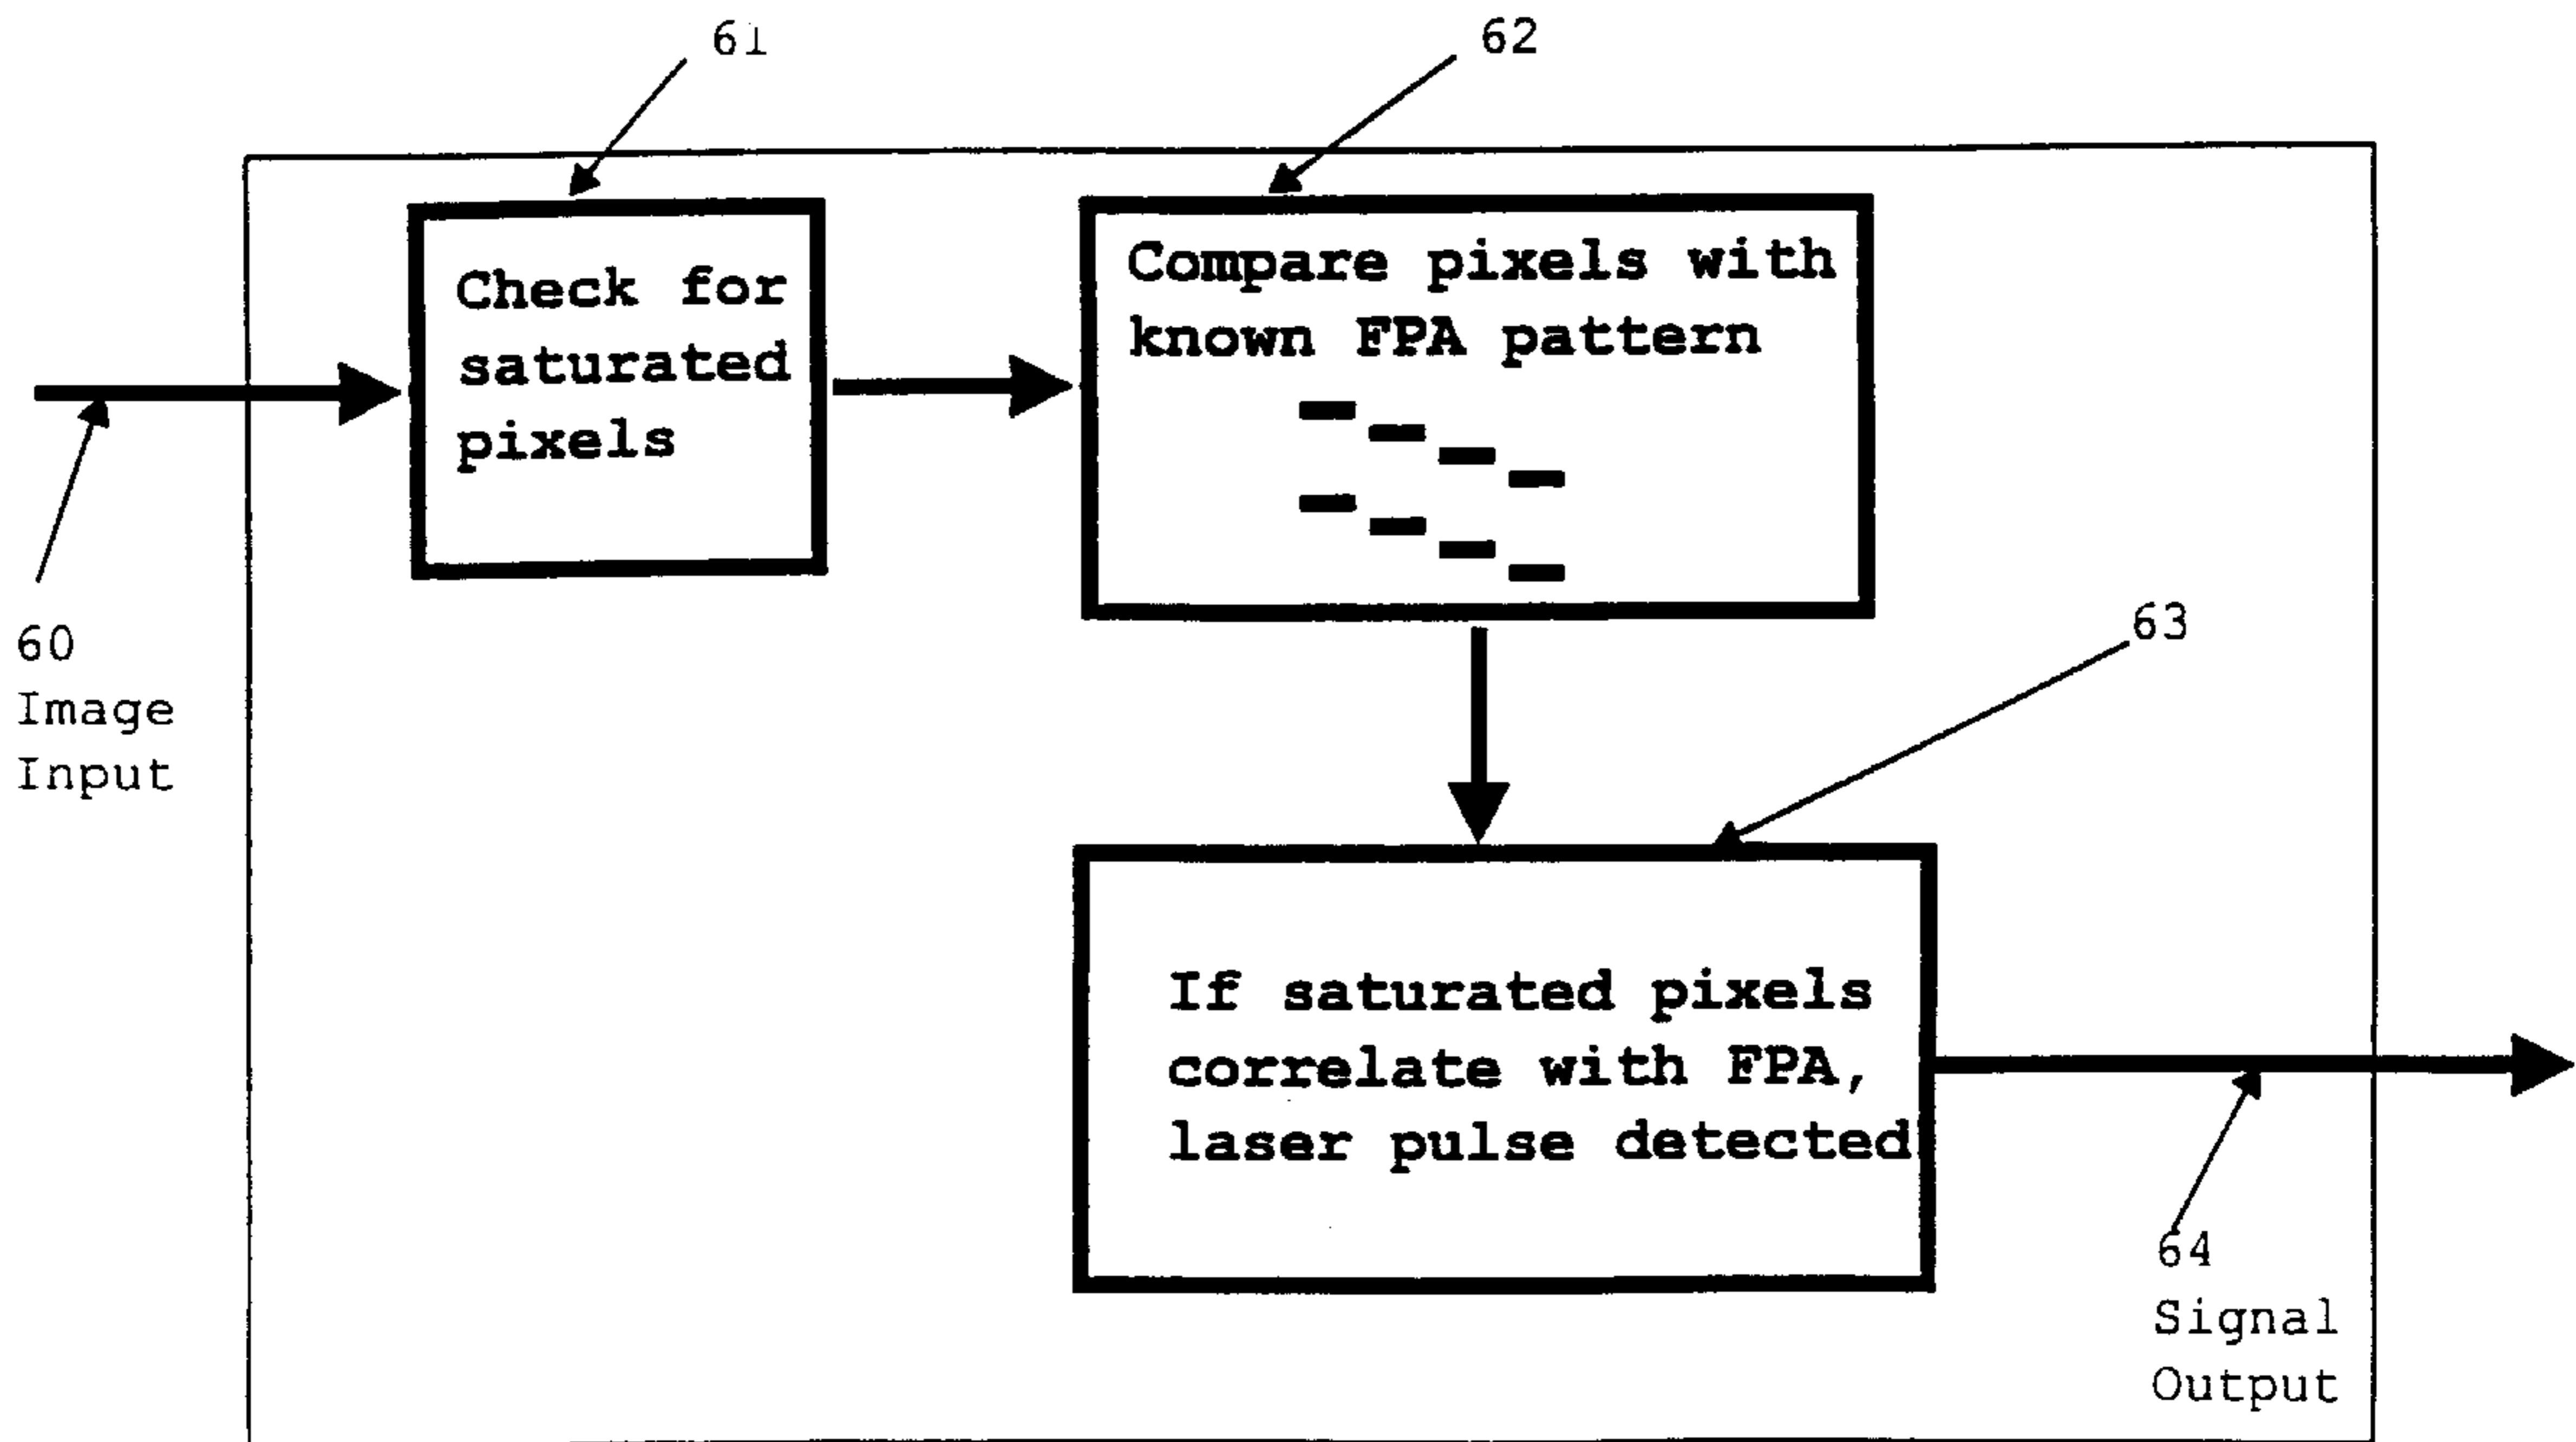 61
62
Check for
saturated
pixels
Compare pixels with
known FPA pattern
60
Image
Input
63
If saturated pixels
correlate with FPA,
laser pulse detected
64
Signal
Output